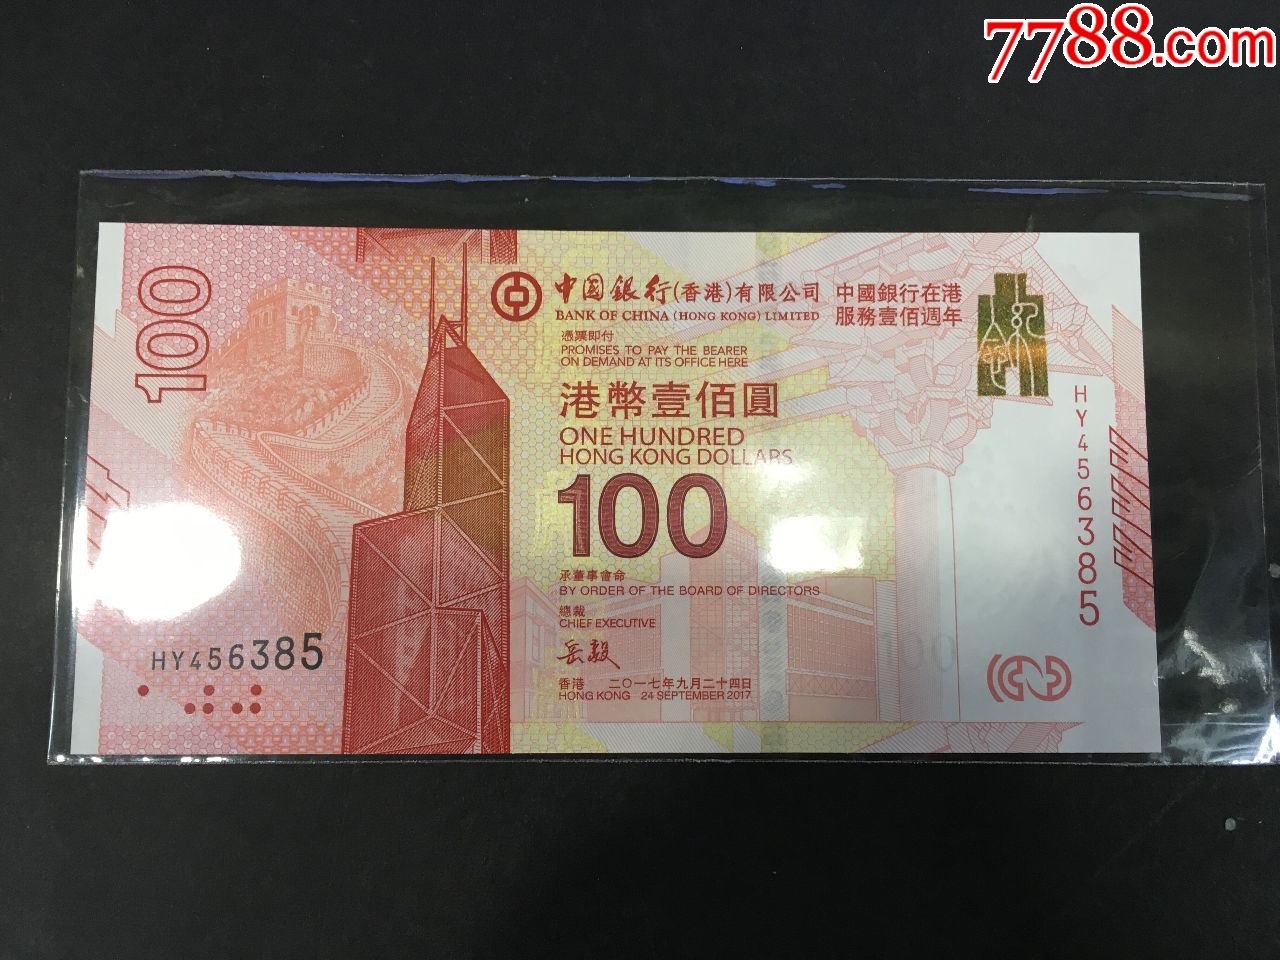 7788.com
100
中国銀行(香港)有限公司
BANK OF CHINA (HONG KONG) LIMITED
中國銀行在港
服務壹佰週年
憑票即付
PROMISES TO PAY THE BEARER
ON DEMAND AT ITS OFFICE HERE
港幣壹佰圓
ONE HUNDRED
HONG KONG DOLLARS
100
承董事會命
BY ORDER OF THE BOARD OF DIRECTORS
總裁
CHIEF EXECUTIVE
岳毅
香港 二〇一七年九月二十四日
HONG KONG 24 SEPTEMBER 2017
HY456385
HY456385
100